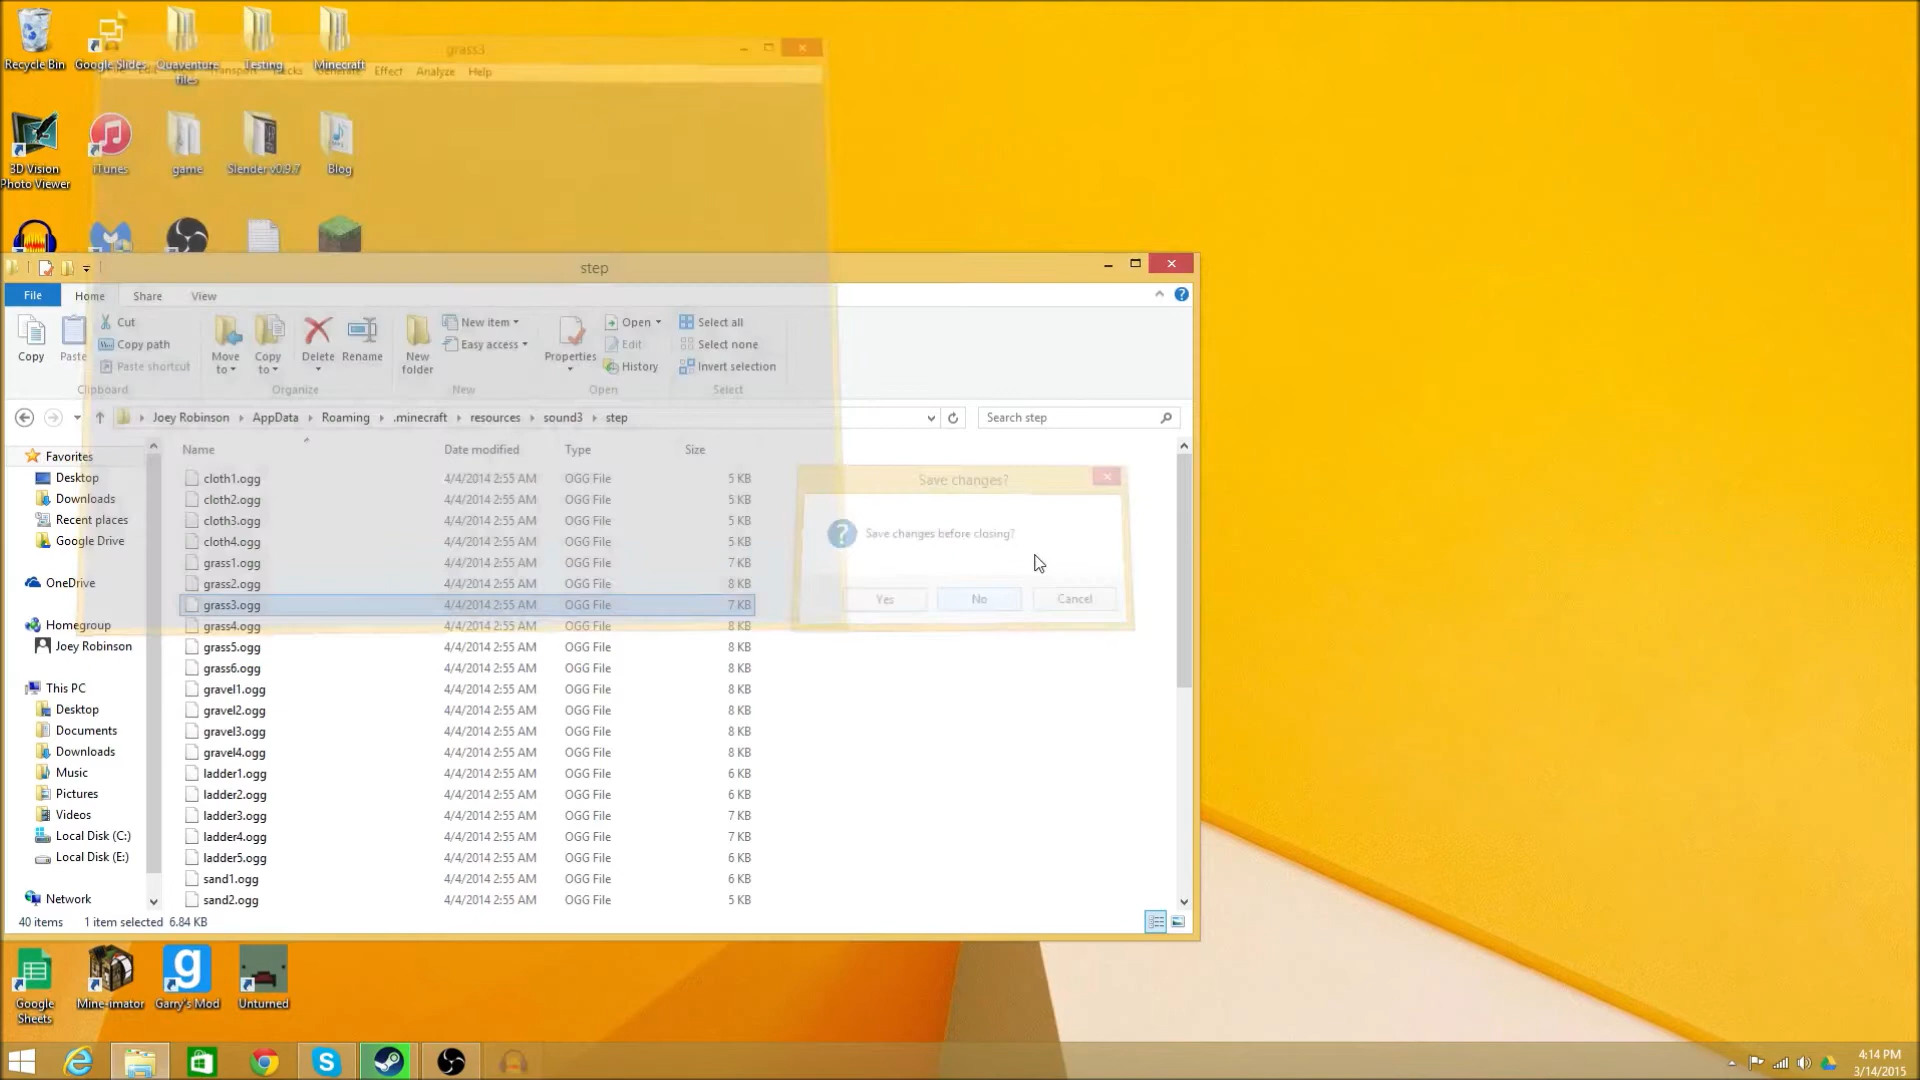 Recycle Bin
Google Slides
Quaventure files
Testing
Minecraft
grass3
Effect
Analyze
Help
3D Vision Photo Viewer
iTunes
game
Slender v0.9.7
Blog
step
File
Home
Share
View
Copy
Paste
Cut
Copy path
Paste shortcut
Clipboard
Move to
Copy to
Delete
Rename
Organize
New folder
New item
Easy access
New
Properties
Open
Edit
History
Open
Select all
Select none
Invert selection
Select
Joey Robinson
AppData
Roaming
.minecraft
resources
sound3
step
Search step
Favorites
Desktop
Downloads
Recent places
Google Drive
OneDrive
Homegroup
Joey Robinson
This PC
Desktop
Documents
Downloads
Music
Pictures
Videos
Local Disk (C:)
Local Disk (E:)
Network
Name Date modified Type Size
cloth1.ogg 4/4/2014 2:55 AM OGG File 5 KB
cloth2.ogg 4/4/2014 2:55 AM OGG File 5 KB
cloth3.ogg 4/4/2014 2:55 AM OGG File 5 KB
cloth4.ogg 4/4/2014 2:55 AM OGG File 5 KB
grass1.ogg 4/4/2014 2:55 AM OGG File 7 KB
grass2.ogg 4/4/2014 2:55 AM OGG File 8 KB
grass3.ogg 4/4/2014 2:55 AM OGG File 7 KB
grass4.ogg 4/4/2014 2:55 AM OGG File 8 KB
grass5.ogg 4/4/2014 2:55 AM OGG File 8 KB
grass6.ogg 4/4/2014 2:55 AM OGG File 8 KB
gravel1.ogg 4/4/2014 2:55 AM OGG File 8 KB
gravel2.ogg 4/4/2014 2:55 AM OGG File 8 KB
gravel3.ogg 4/4/2014 2:55 AM OGG File 8 KB
gravel4.ogg 4/4/2014 2:55 AM OGG File 8 KB
ladder1.ogg 4/4/2014 2:55 AM OGG File 6 KB
ladder2.ogg 4/4/2014 2:55 AM OGG File 6 KB
ladder3.ogg 4/4/2014 2:55 AM OGG File 7 KB
ladder4.ogg 4/4/2014 2:55 AM OGG File 7 KB
ladder5.ogg 4/4/2014 2:55 AM OGG File 6 KB
sand1.ogg 4/4/2014 2:55 AM OGG File 6 KB
sand2.ogg 4/4/2014 2:55 AM OGG File 5 KB
Save changes?
Save changes before closing?
Yes
No
Cancel
40 items 1 item selected 6.84 KB
Google Sheets
Mine-imator
Garry's Mod
Unturned
4:14 PM
3/14/2015